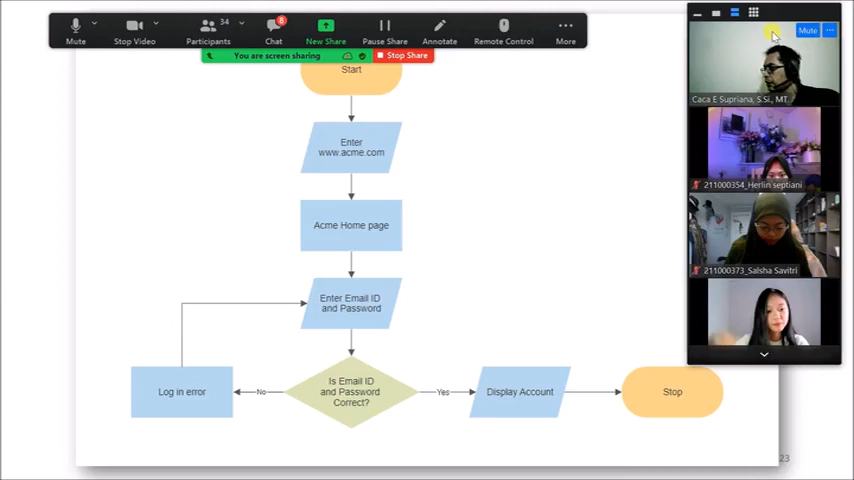 Mute
Stop Video
Participants
34
Chat
8
New Share
Pause Share
Annotate
Remote Control
More
You are screen sharing
Stop Share
Mute
Caca E Supriana, S.Si., MT.
211000354_Herlin septiani
211000373_Salsha Savitri
Start
Enter
www.acme.com
Acme Home page
Enter Email ID
and Password
Is Email ID
and Password
Correct?
No
Log in error
Yes
Display Account
Stop
23